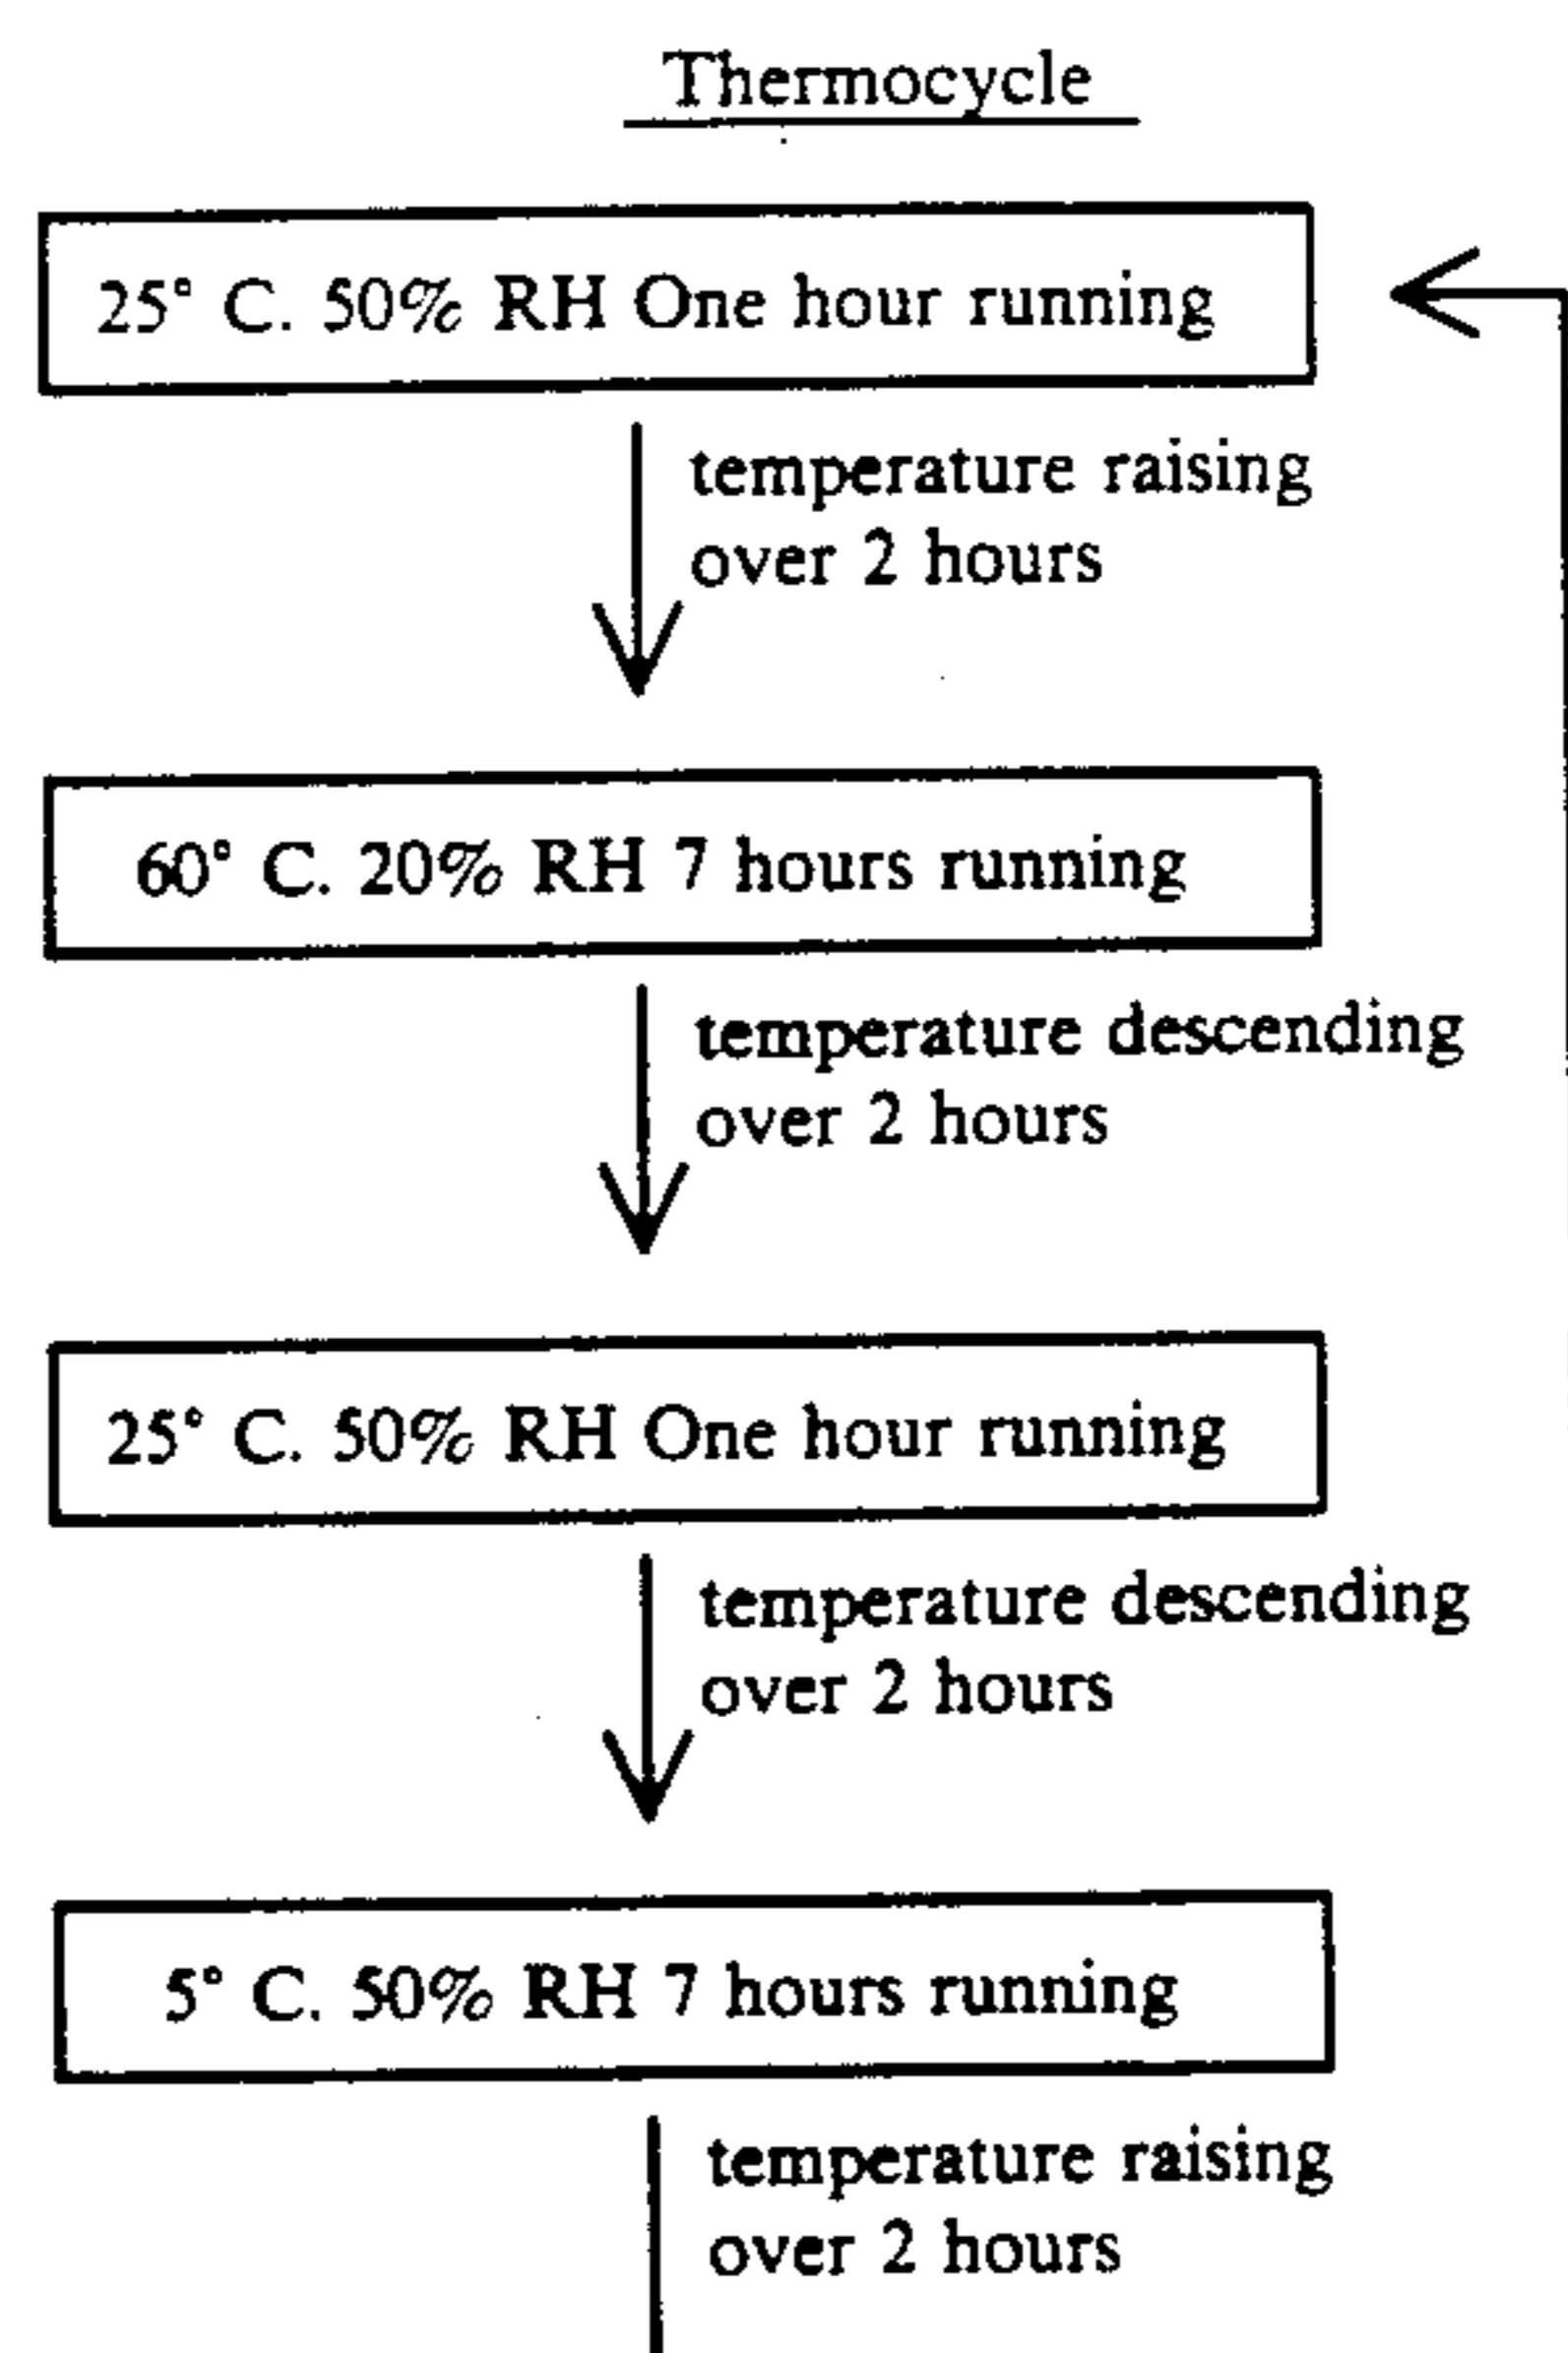 Thermocycle
25° C. 50% RH One hour running
temperature raising
over 2 hours
60° C. 20% RH 7 hours running
temperature descending
over 2 hours
25° C. 50% RH One hour running
temperature descending
over 2 hours
5° C. 50% RH 7 hours running
temperature raising
over 2 hours